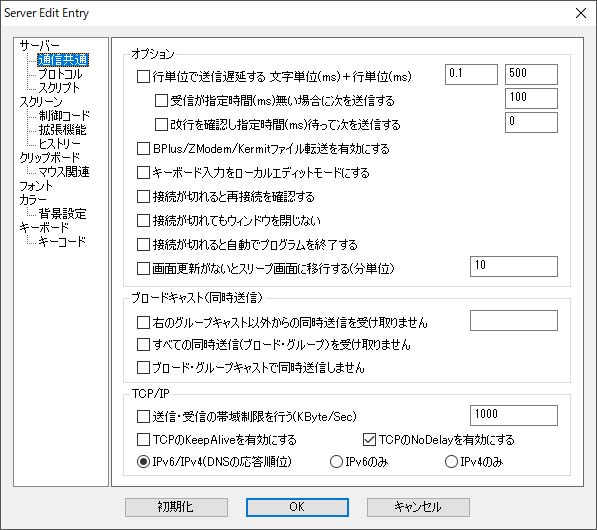 Server Edit Entry
サーバー
通信共通
プロトコル
スクリプト
スクリーン
制御コード
拡張機能
ヒストリー
クリップボード
マウス関連
フォント
カラー
背景設定
キーボード
キーコード
オプション
行単位で送信遅延する 文字単位(ms)＋行単位(ms) 0.1 500
受信が指定時間(ms)無い場合に次を送信する 100
改行を確認し指定時間(ms)待って次を送信する 0
BPlus/ZModem/Kermitファイル転送を有効にする
キーボード入力をローカルエディットモードにする
接続が切れると再接続を確認する
接続が切れてもウィンドウを閉じない
接続が切れると自動でプログラムを終了する
画面更新がないとスリープ画面に移行する(分単位) 10
ブロードキャスト(同時送信)
右のグループキャスト以外からの同時送信を受け取りません
すべての同時送信(ブロード・グループ)を受け取りません
ブロード・グループキャストで同時送信しません
TCP/IP
送信・受信の帯域制限を行う(KByte/Sec) 1000
TCPのKeepAliveを有効にする TCPのNoDelayを有効にする
IPv6/IPv4(DNSの応答順位) IPv6のみ IPv4のみ
初期化 OK キャンセル